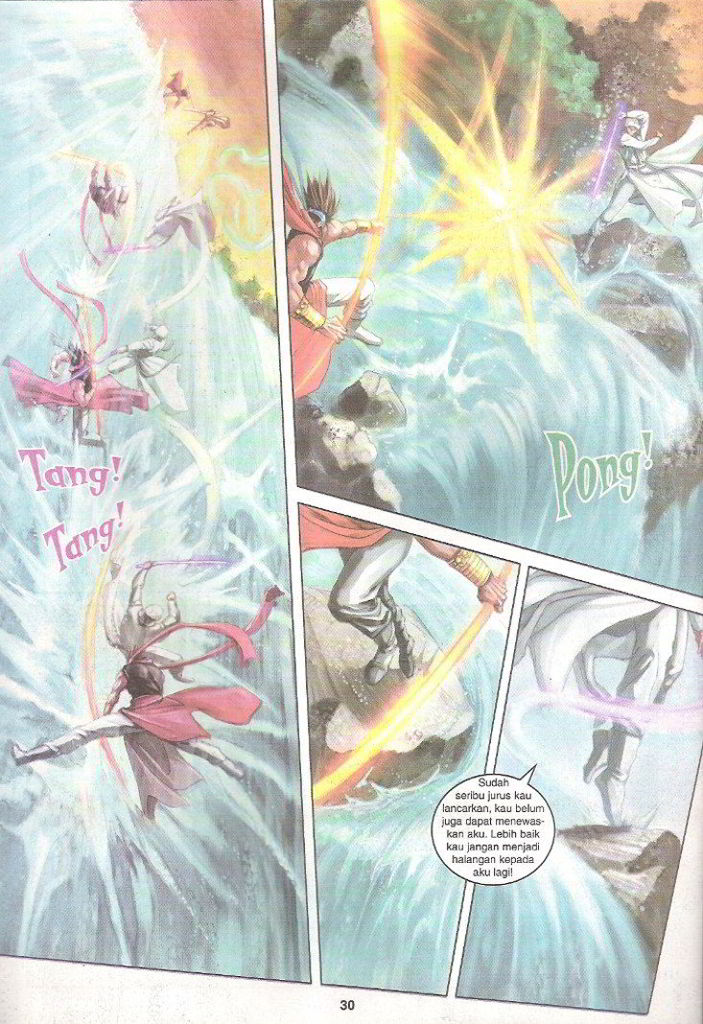 Tang!
Tang!
Pong!
Sudah
seribu jurus kau
lancarkan, kau belum
juga dapat menewas-
kan aku. Lebih baik
kau jangan menjadi
halangan kepada
aku lagi!
30